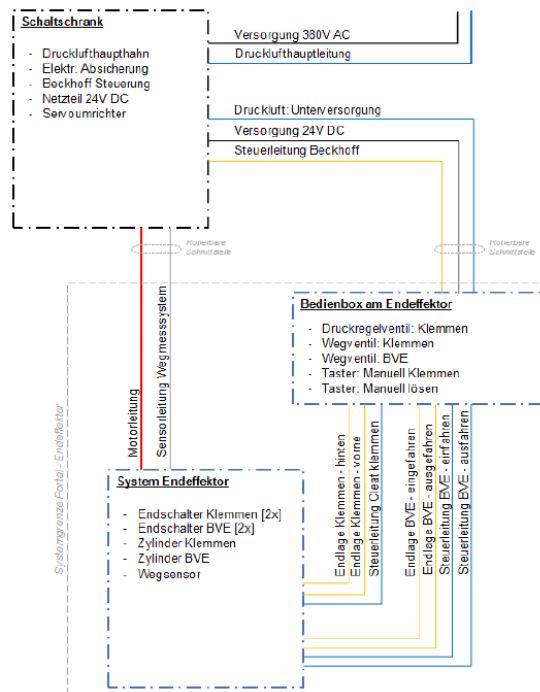 Schaltschrank
- Drucklufthaupthahn
- Elektr. Absicherung
- Beckhoff Steuerung
- Netzteil 24V DC
- Servoumrichter
Versorgung 380V AC
Drucklufthauptleitung
Druckluft: Unterversorgung
Versorgung 24V DC
Steuerleitung Beckhoff
Schnittstelle
Schnittstelle
Bedienbox am Endeffektor
- Druckregelventil: Klemmen
- Wegventil: Klemmen
- Wegventil: BVE
- Taster: Manuell Klemmen
- Taster: Manuell lösen
Motorleitung
Sensorleitung Wegmesssystem
Systemgrenze Portal - Endeffektor
Endlage Klemmen - hinten
Endlage Klemmen - vorne
Steuerleitung Cleat klemmen
Endlage BVE - eingefahren
Endlage BVE - ausgefahren
Steuerleitung BVE - einfahren
Steuerleitung BVE - ausfahren
System Endeffektor
- Endschalter Klemmen [2x]
- Endschalter BVE [2x]
- Zylinder Klemmen
- Zylinder BVE
- Wegsensor